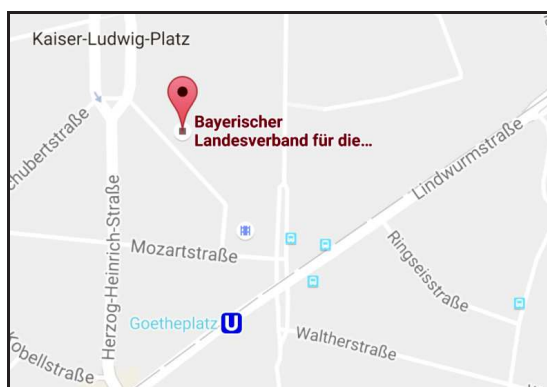 Kaiser-Ludwig-Platz
Bayerischer
Landesverband für die...
Lindwurmstraße
Herzog-Heinrich-Straße
Mozartstraße
Ringseisstraße
Goetheplatz
U
Waltherstraße